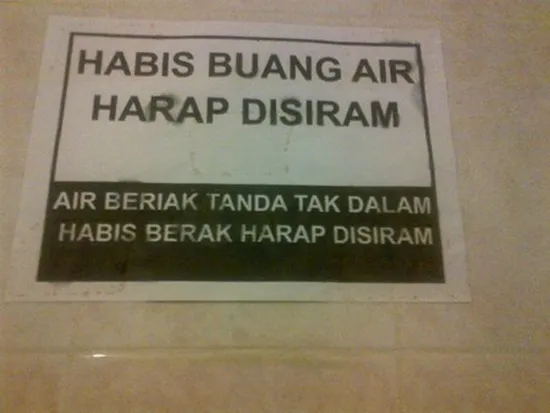 HABIS BUANG AIR
HARAP DISIRAM
AIR BERIAK TANDA TAK DALAM
HABIS BERAK HARAP DISIRAM